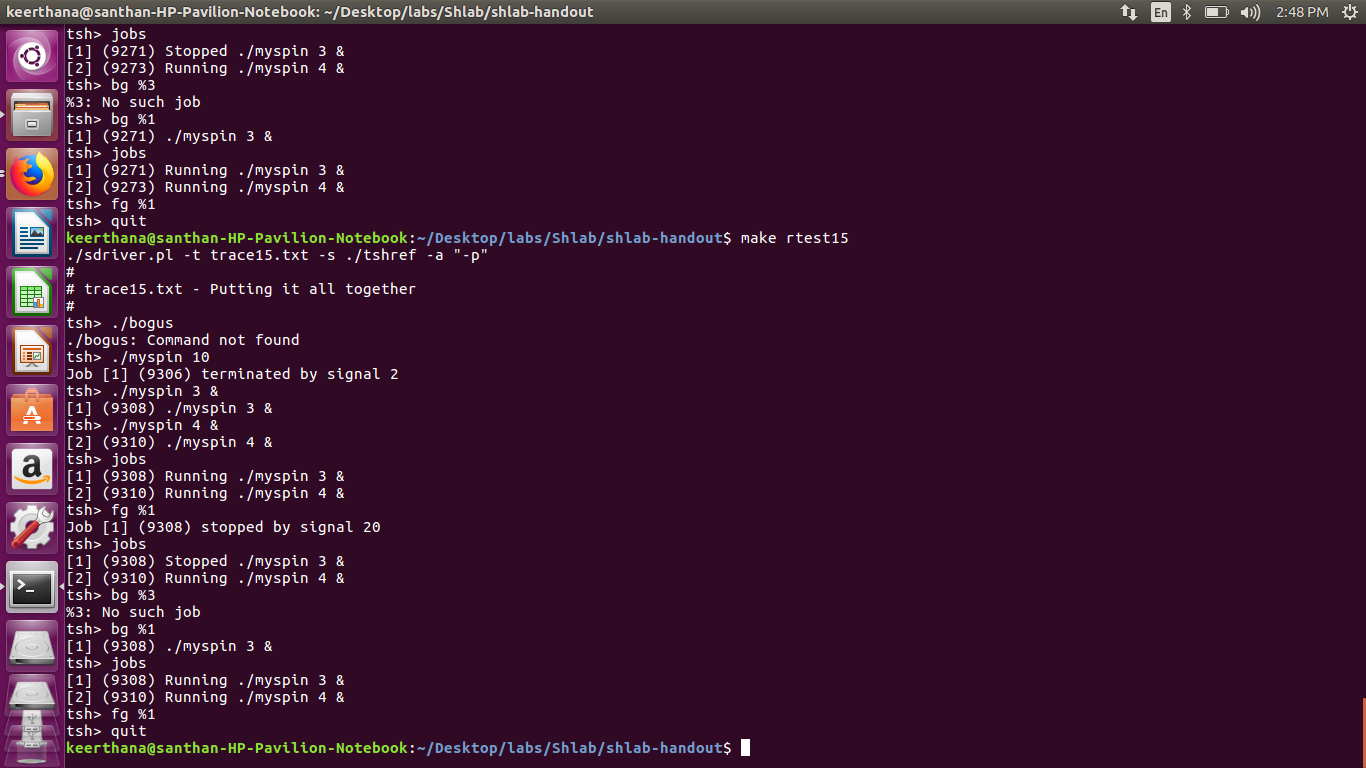 keerthana@santhan-HP-Pavilion-Notebook: ~/Desktop/labs/Shlab/shlab-handout
En
2:48 PM
tsh> jobs
[1] (9271) Stopped ./myspin 3 &
[2] (9273) Running ./myspin 4 &
tsh> bg %3
%3: No such job
tsh> bg %1
[1] (9271) ./myspin 3 &
tsh> jobs
[1] (9271) Running ./myspin 3 &
[2] (9273) Running ./myspin 4 &
tsh> fg %1
tsh> quit
keerthana@santhan-HP-Pavilion-Notebook:~/Desktop/labs/Shlab/shlab-handout$ make rtest15
./sdriver.pl -t trace15.txt -s ./tshref -a "-p"
#
# trace15.txt - Putting it all together
#
tsh> ./bogus
./bogus: Command not found
tsh> ./myspin 10
Job [1] (9306) terminated by signal 2
tsh> ./myspin 3 &
[1] (9308) ./myspin 3 &
tsh> ./myspin 4 &
[2] (9310) ./myspin 4 &
tsh> jobs
[1] (9308) Running ./myspin 3 &
[2] (9310) Running ./myspin 4 &
tsh> fg %1
Job [1] (9308) stopped by signal 20
tsh> jobs
[1] (9308) Stopped ./myspin 3 &
[2] (9310) Running ./myspin 4 &
tsh> bg %3
%3: No such job
tsh> bg %1
[1] (9308) ./myspin 3 &
tsh> jobs
[1] (9308) Running ./myspin 3 &
[2] (9310) Running ./myspin 4 &
tsh> fg %1
tsh> quit
keerthana@santhan-HP-Pavilion-Notebook:~/Desktop/labs/Shlab/shlab-handout$